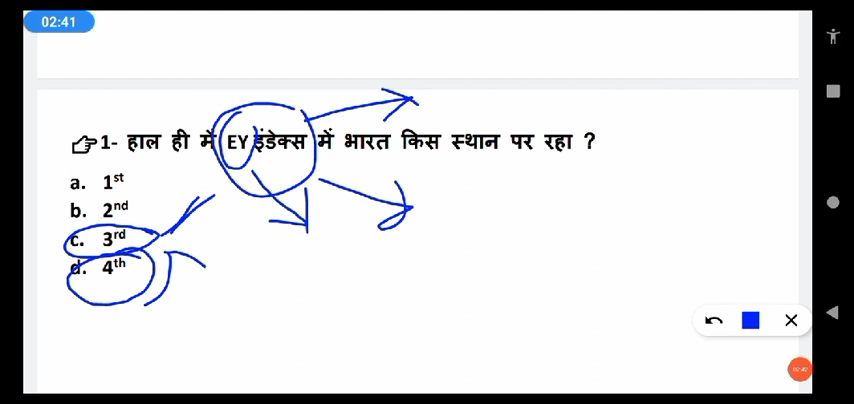 02:41
1- हाल ही में EY इंडेक्स में भारत किस स्थान पर रहा ?
a. 1st
b. 2nd
c. 3rd
d. 4th